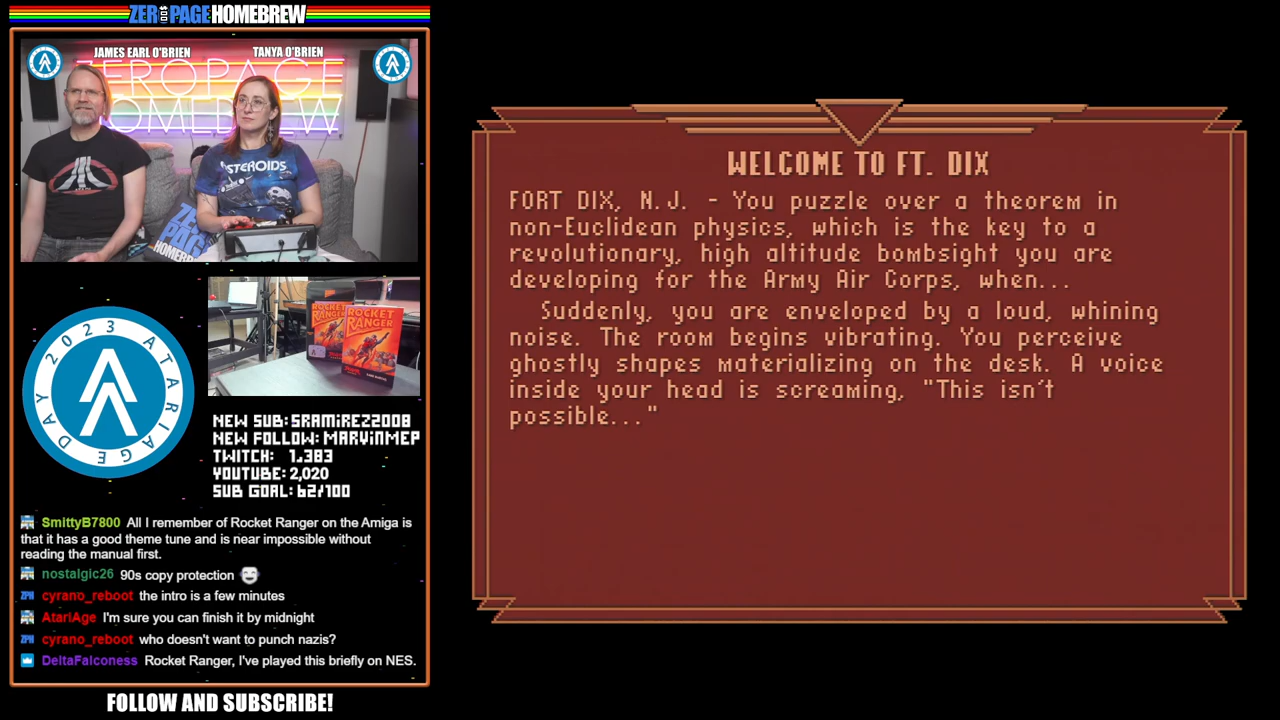 ZEROPAGE HOMEBREW
JAMES EARL O'BRIEN
TANYA O'BRIEN
ZEROPAGE
HOMEBREW
ATARI
ASTEROIDS
ZERO
PAGE
HOMEBREW
ROCKET
RANGER
ROCKET
RANGER
ATARIAGE DAY 2023
NEW SUB: SRAMIREZ2008
NEW FOLLOW: MARVINMEP
TWITCH: 1,383
YOUTUBE: 2,020
SUB GOAL: 62/100
SmittyB7800 All I remember of Rocket Ranger on the Amiga is
that it has a good theme tune and is near impossible without
reading the manual first.
nostalgic26 90s copy protection
cyrano_reboot the intro is a few minutes
AtariAge I'm sure you can finish it by midnight
cyrano_reboot who doesn't want to punch nazis?
DeltaFalconess Rocket Ranger, I've played this briefly on NES.
FOLLOW AND SUBSCRIBE!
WELCOME TO FT. DIX
FORT DIX, N.J. - You puzzle over a theorem in
non-Euclidean physics, which is the key to a
revolutionary, high altitude bombsight you are
developing for the Army Air Corps, when...
Suddenly, you are enveloped by a loud, whining
noise. The room begins vibrating. You perceive
ghostly shapes materializing on the desk. A voice
inside your head is screaming, "This isn't
possible..."